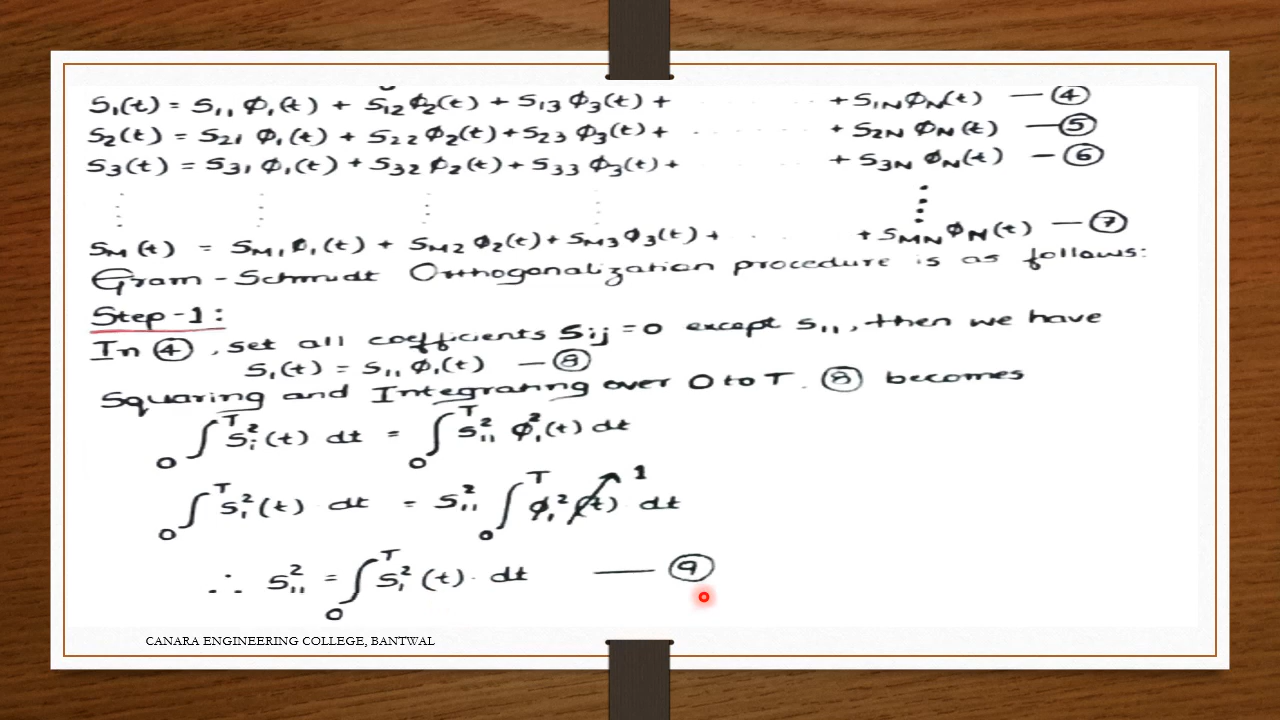 S₁(t) = S₁₁ ϕ₁(t) + S₁₂ ϕ₂(t) + S₁₃ ϕ₃(t) + . . . . + S₁N ϕN(t) — ④
S₂(t) = S₂₁ ϕ₁(t) + S₂₂ ϕ₂(t) + S₂₃ ϕ₃(t) + . . . . + S₂N ϕN(t) — ⑤
S₃(t) = S₃₁ ϕ₁(t) + S₃₂ ϕ₂(t) + S₃₃ ϕ₃(t) + . . . . + S₃N ϕN(t) — ⑥
⋮ ⋮ ⋮ ⋮ ⋮
SM(t) = SM₁ ϕ₁(t) + SM₂ ϕ₂(t) + SM₃ ϕ₃(t) + . . . + SMN ϕN(t) — ⑦
Gram - Schmidt Orthogonalization procedure is as follows:
Step-1:
In ④, set all coefficients Sij = 0 except S₁₁, then we have
S₁(t) = S₁₁ ϕ₁(t) — ⑧
Squaring and Integrating over 0 to T. ⑧ becomes
∫₀ᵀ S₁²(t) dt = ∫₀ᵀ S₁₁² ϕ₁²(t) dt
∫₀ᵀ S₁²(t) dt = S₁₁² ∫₀ᵀ ϕ₁²(t) dt 1
∴ S₁₁² = ∫₀ᵀ S₁²(t) dt — ⑨
CANARA ENGINEERING COLLEGE, BANTWAL